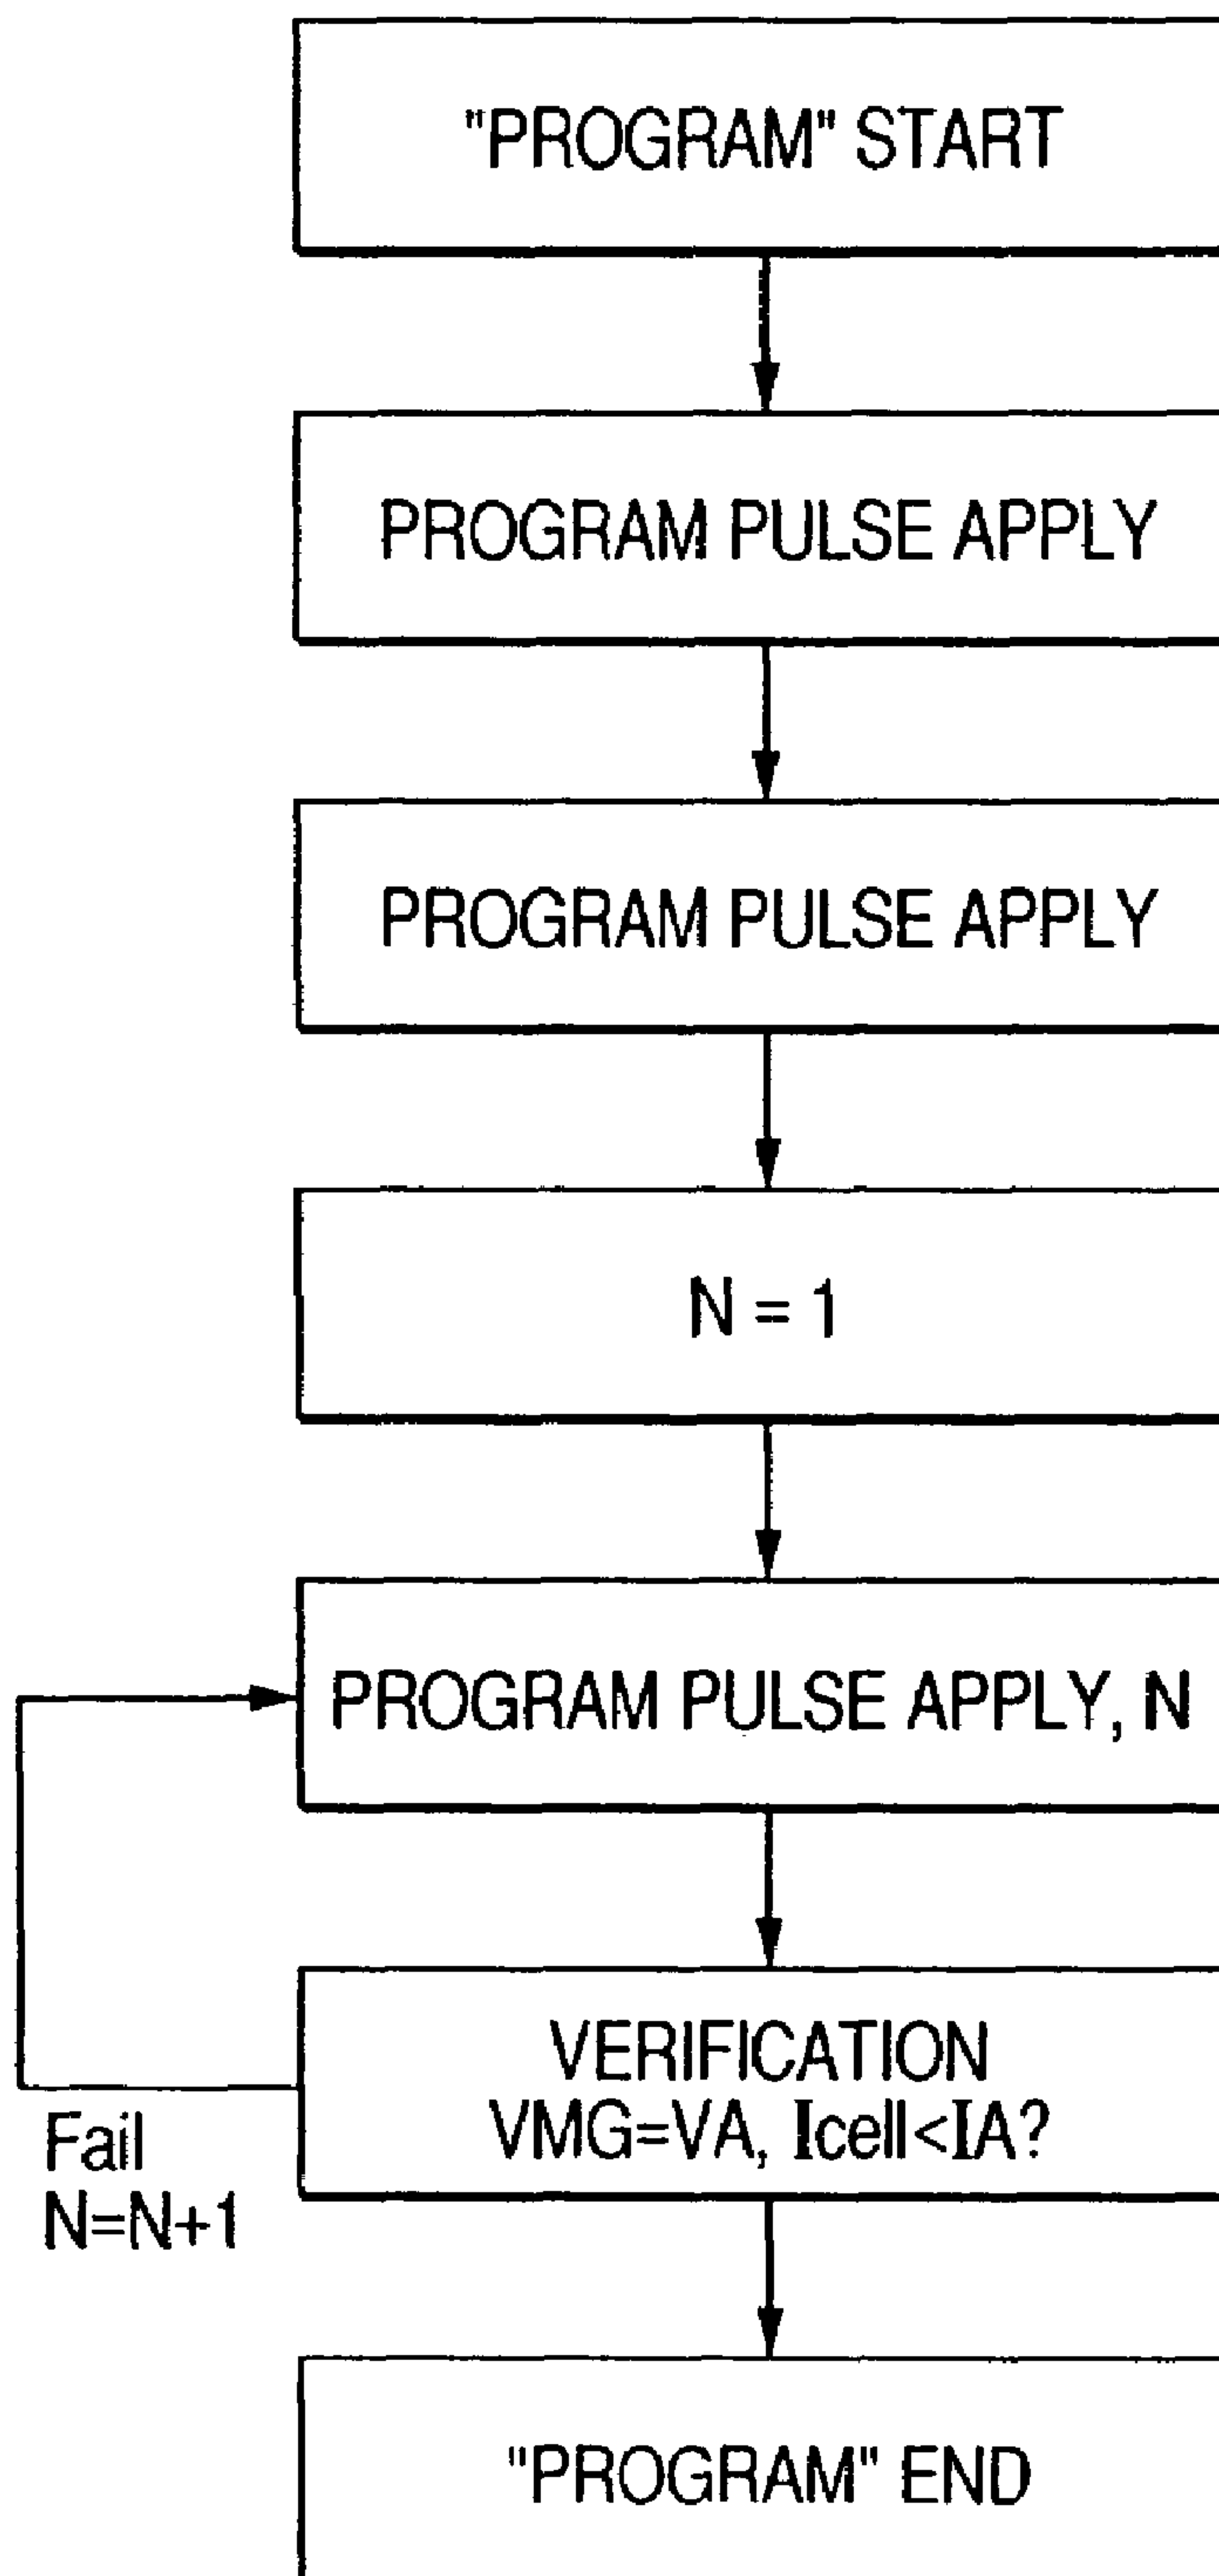 "PROGRAM" START
PROGRAM PULSE APPLY
PROGRAM PULSE APPLY
N = 1
PROGRAM PULSE APPLY, N
VERIFICATION
VMG=VA, Icell<IA?
Fail
N=N+1
"PROGRAM" END